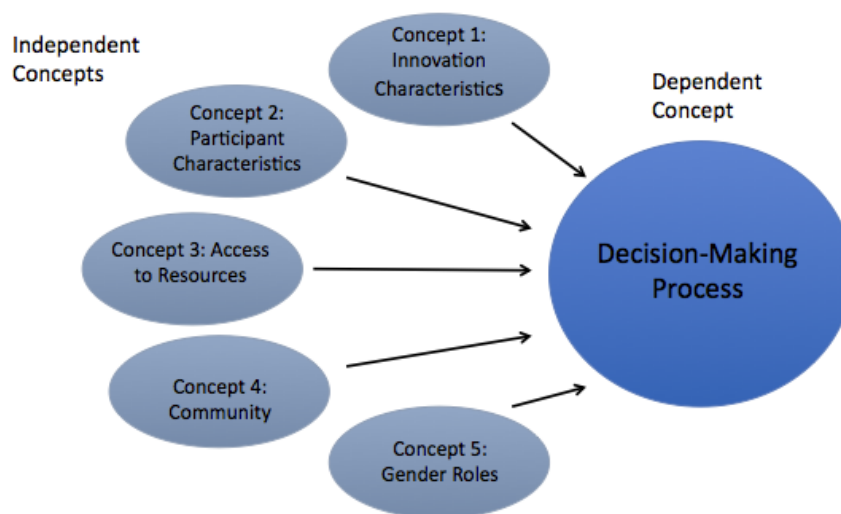 Independent
Concepts
Concept 1:
Innovation
Characteristics
Dependent
Concept
Concept 2:
Participant
Characteristics
Concept 3: Access
to Resources
Decision-Making
Process
Concept 4:
Community
Concept 5:
Gender Roles